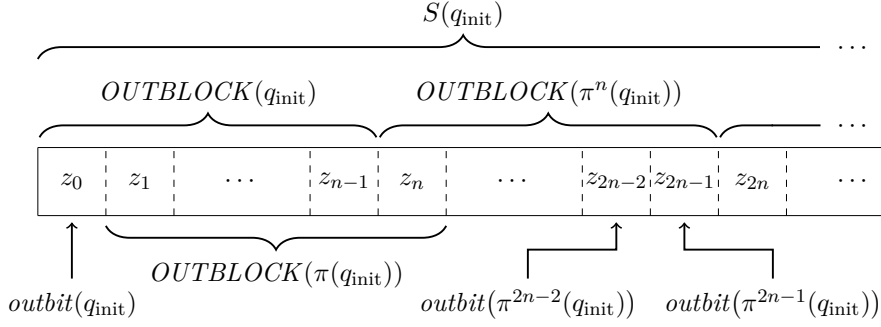 S(q_init)
⋯
OUTBLOCK(q_init) OUTBLOCK(π^n(q_init))
⋯
z_0 z_1 ⋯ z_{n−1} z_n ⋯ z_{2n−2} z_{2n−1} z_{2n} ⋯
OUTBLOCK(π(q_init))
outbit(q_init) outbit(π^{2n−2}(q_init)) outbit(π^{2n−1}(q_init))